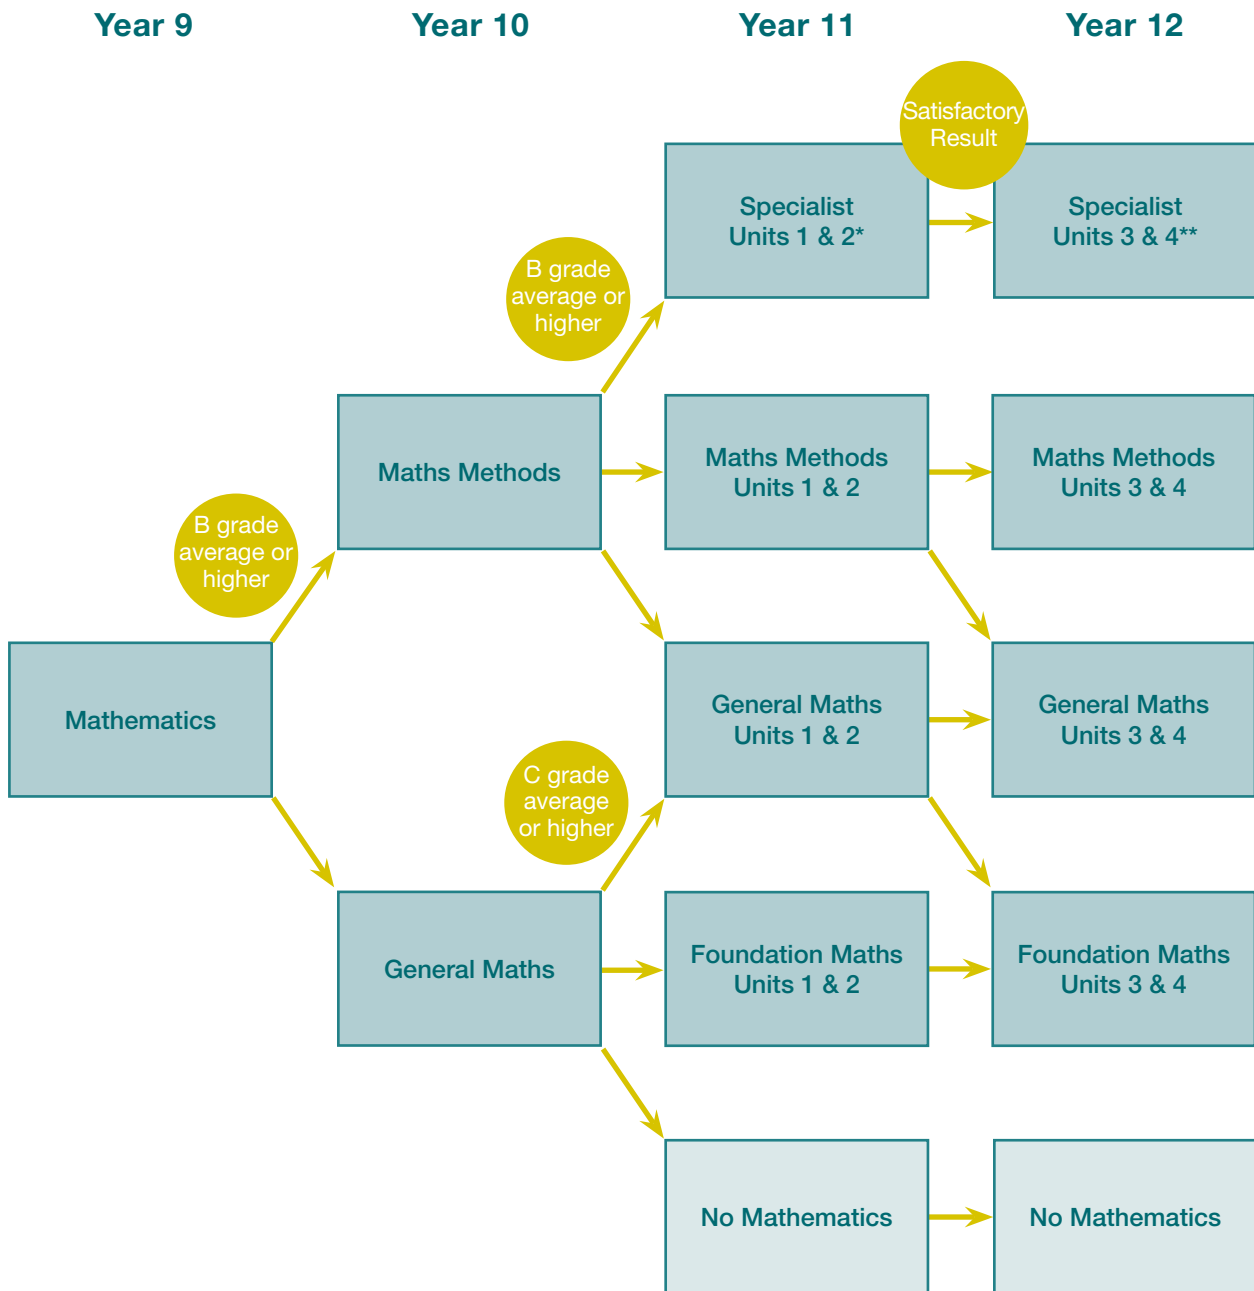 Year 9
Year 10
Year 11
Year 12
Satisfactory
Result
Specialist
Units 1 & 2*
Specialist
Units 3 & 4**
B grade
average or
higher
Maths Methods
Maths Methods
Units 1 & 2
Maths Methods
Units 3 & 4
B grade
average or
higher
Mathematics
General Maths
Units 1 & 2
General Maths
Units 3 & 4
C grade
average
or higher
General Maths
Foundation Maths
Units 1 & 2
Foundation Maths
Units 3 & 4
No Mathematics
No Mathematics